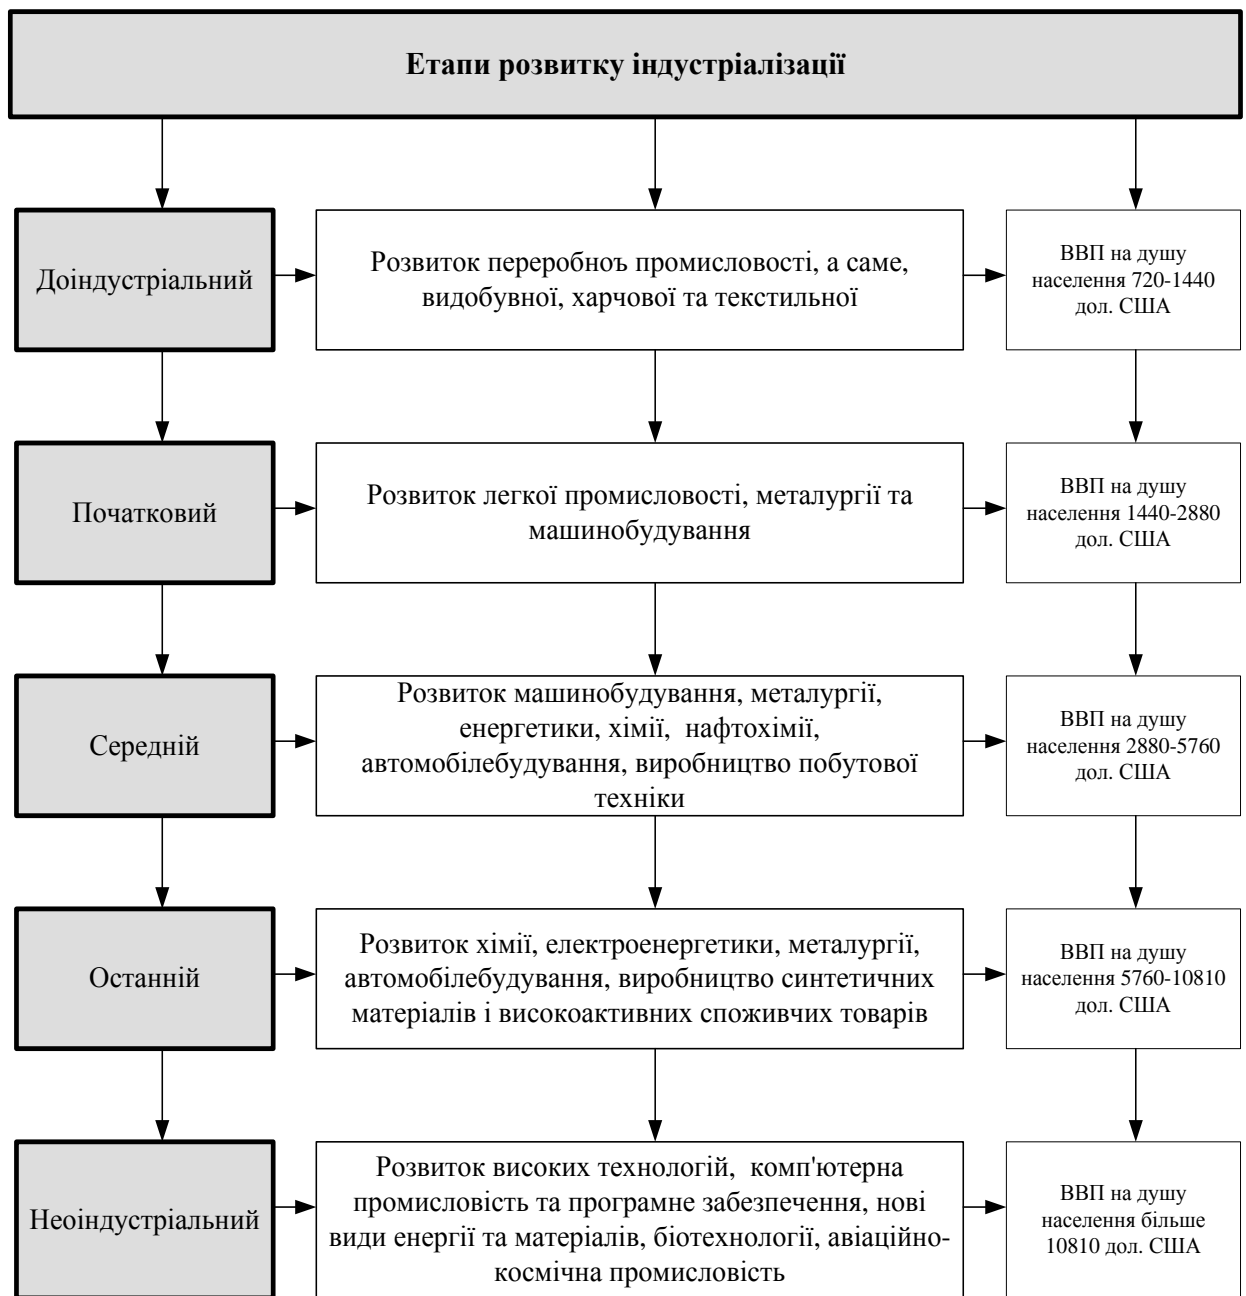 Етапи розвитку індустріалізації
Доіндустріальний
Розвиток переробноъ промисловості, а саме,
видобувної, харчової та текстильної
ВВП на душу
населення 720-1440
дол. США
Початковий
Розвиток легкої промисловості, металургії та
машинобудування
ВВП на душу
населення 1440-2880
дол. США
Середній
Розвиток машинобудування, металургії,
енергетики, хімії, нафтохімії,
автомобілебудування, виробництво побутової
техніки
ВВП на душу
населення 2880-5760
дол. США
Останній
Розвиток хімії, електроенергетики, металургії,
автомобілебудування, виробництво синтетичних
матеріалів і високоактивних споживчих товарів
ВВП на душу
населення 5760-10810
дол. США
Неоіндустріальний
Розвиток високих технологій, комп'ютерна
промисловість та програмне забезпечення, нові
види енергії та матеріалів, біотехнології, авіаційно-
космічна промисловість
ВВП на душу
населення більше
10810 дол. США